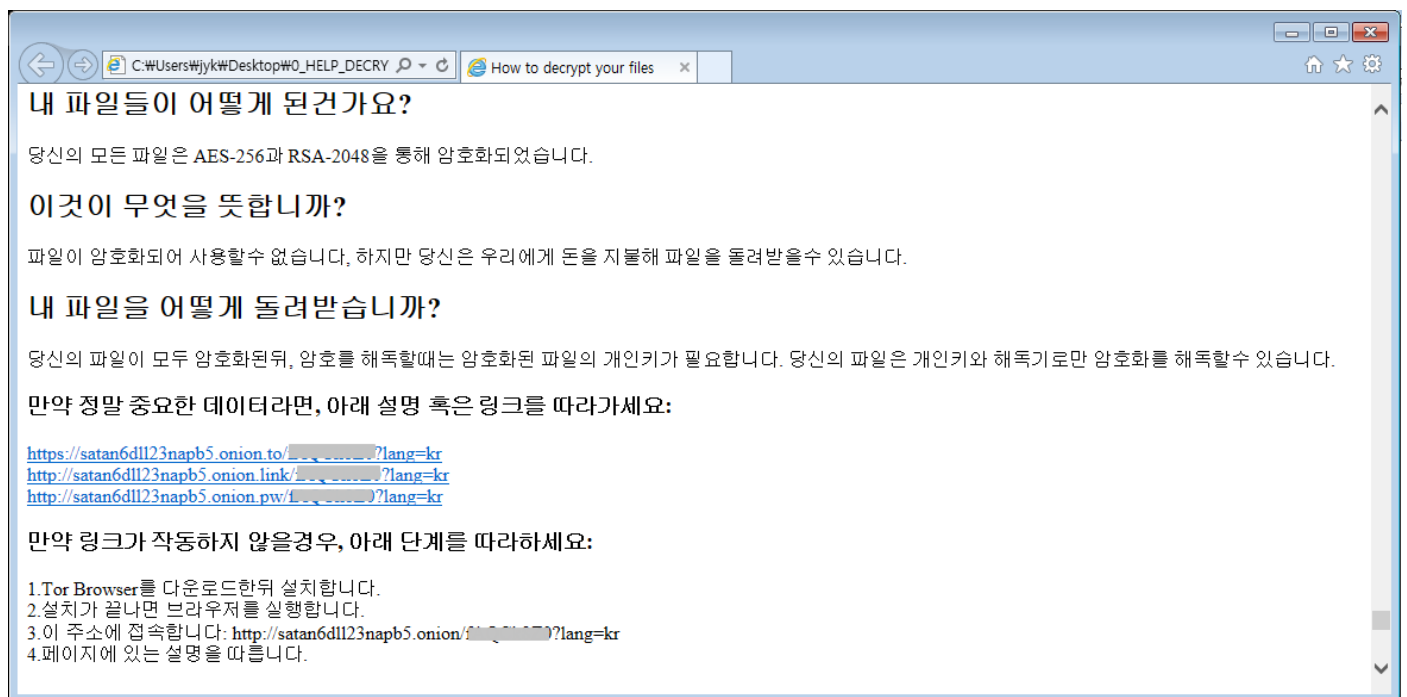 C:₩Users₩jyk₩Desktop₩0_HELP_DECRY
How to decrypt your files
내 파일들이 어떻게 된건가요?
당신의 모든 파일은 AES-256과 RSA-2048을 통해 암호화되었습니다.
이것이 무엇을 뜻합니까?
파일이 암호화되어 사용할수 없습니다, 하지만 당신은 우리에게 돈을 지불해 파일을 돌려받을수 있습니다.
내 파일을 어떻게 돌려받습니까?
당신의 파일이 모두 암호화된뒤, 암호를 해독할때는 암호화된 파일의 개인키가 필요합니다. 당신의 파일은 개인키와 해독기로만 암호화를 해독할수 있습니다.
만약 정말 중요한 데이터라면, 아래 설명 혹은 링크를 따라가세요:
https://satan6dll23napb5.onion.to/ ?lang=kr
http://satan6dll23napb5.onion.link/ ?lang=kr
http://satan6dll23napb5.onion.pw/ ?lang=kr
만약 링크가 작동하지 않을경우, 아래 단계를 따라하세요:
1.Tor Browser를 다운로드한뒤 설치합니다.
2.설치가 끝나면 브라우저를 실행합니다.
3.이 주소에 접속합니다: http://satan6dll23napb5.onion/ ?lang=kr
4.페이지에 있는 설명을 따릅니다.